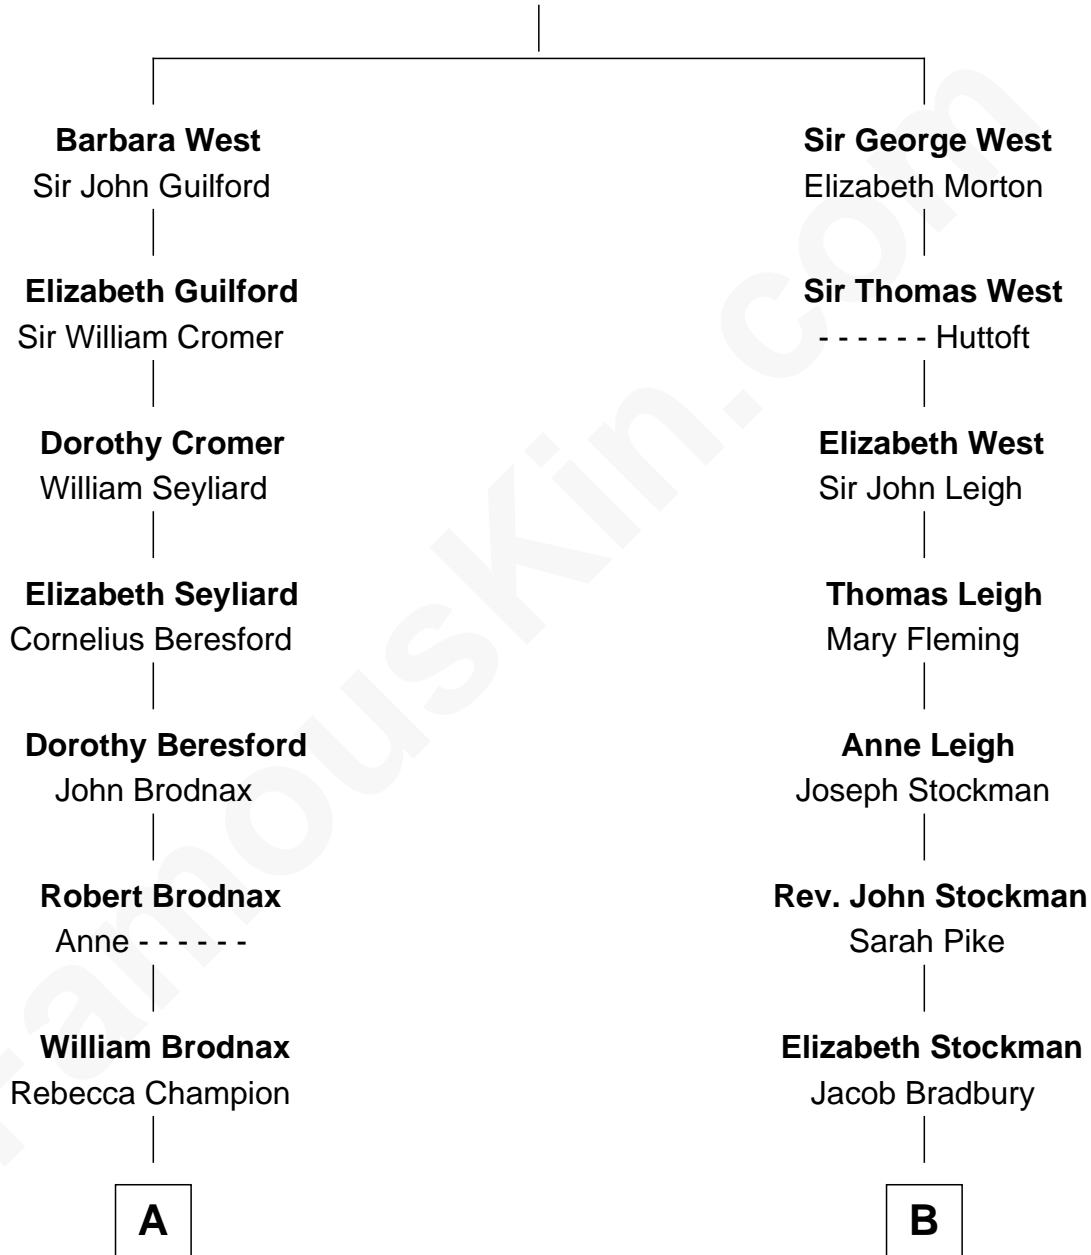 Barbara West
Sir John Guilford
Sir George West
Elizabeth Morton
Elizabeth Guilford
Sir William Cromer
Sir Thomas West
- - - - - - Huttoft
Dorothy Cromer
William Seyliard
Elizabeth West
Sir John Leigh
Elizabeth Seyliard
Cornelius Beresford
Thomas Leigh
Mary Fleming
Dorothy Beresford
John Brodnax
Anne Leigh
Joseph Stockman
Robert Brodnax
Anne - - - - - -
Rev. John Stockman
Sarah Pike
William Brodnax
Rebecca Champion
Elizabeth Stockman
Jacob Bradbury
A
B
FamousKin.com